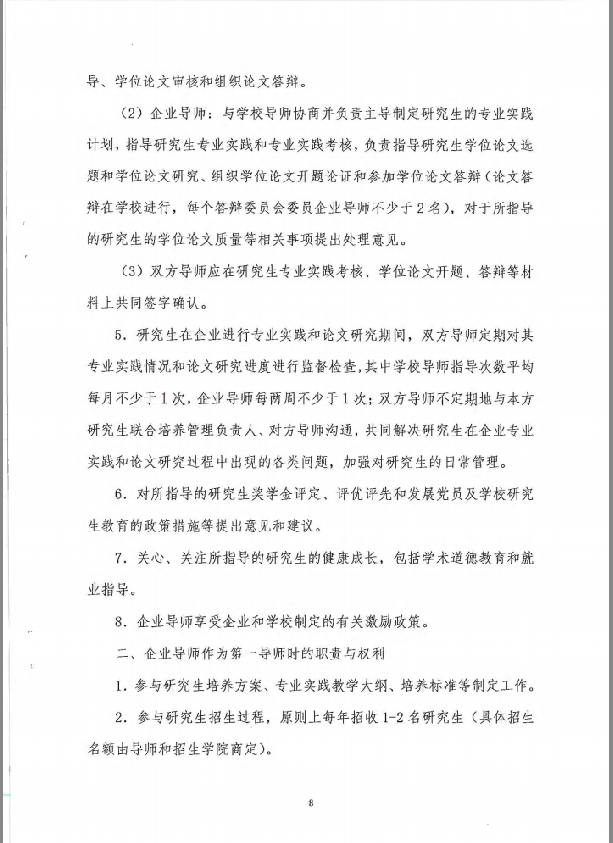 导、学位论文审核和组织论文答辩。
（2）企业导师：与学校导师协商并负责主导制定研究生的专业实践
计划，指导研究生专业实践和专业实践考核，负责指导研究生学位论文选
题和学位论文研究、组织学位论文开题论证和参加学位论文答辩（论文答
辩在学校进行，每个答辩委员会委员企业导师不少于2名），对于所指导
的研究生的学位论文质量等相关事项提出处理意见。
（3）双方导师应在研究生专业实践考核、学位论文开题、答辩等材
料上共同签字确认。
5．研究生在企业进行专业实践和论文研究期间，双方导师定期对其
专业实践情况和论文研究进度进行监督检查，其中学校导师指导次数平均
每月不少于1次，企业导师每两周不少于1次；双方导师不定期地与本方
研究生联合培养管理负责人、对方导师沟通，共同解决研究生在企业专业
实践和论文研究过程中出现的各类问题，加强对研究生的日常管理。
6．对所指导的研究生奖学金评定、评优评先和发展党员及学校研究
生教育的政策措施等提出意见和建议。
7．关心、关注所指导的研究生的健康成长，包括学术道德教育和就
业指导。
8．企业导师享受企业和学校制定的有关激励政策。
二、企业导师作为第一导师时的职责与权利
1．参与研究生培养方案、专业实践教学大纲、培养标准等制定工作。
2．参与研究生招生过程，原则上每年招收1-2名研究生（具体招生
名额由导师和招生学院商定）。
8